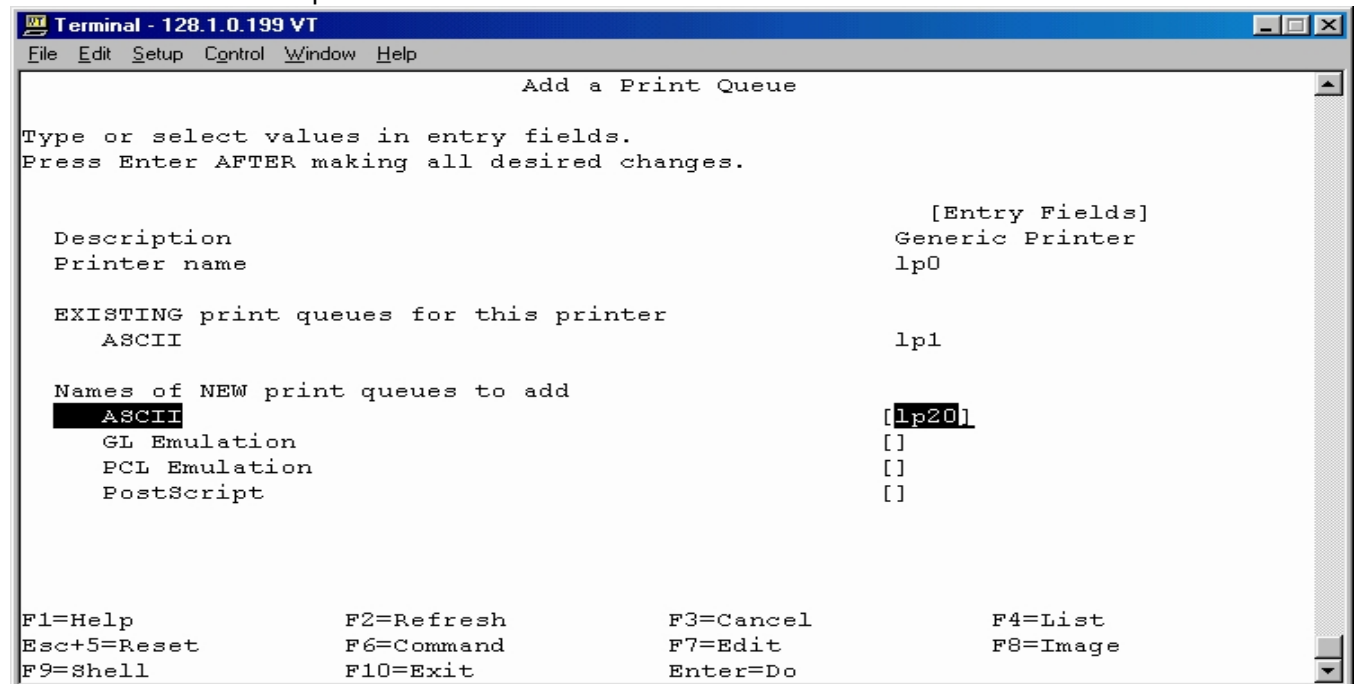 Terminal - 128.1.0.199 VT
File Edit Setup Control Window Help
Add a Print Queue
Type or select values in entry fields.
Press Enter AFTER making all desired changes.
[Entry Fields]
Description Generic Printer
Printer name lp0
EXISTING print queues for this printer
ASCII lp1
Names of NEW print queues to add
ASCII [lp20]
GL Emulation []
PCL Emulation []
PostScript []
F1=Help F2=Refresh F3=Cancel F4=List
Esc+5=Reset F6=Command F7=Edit F8=Image
F9=Shell F10=Exit Enter=Do